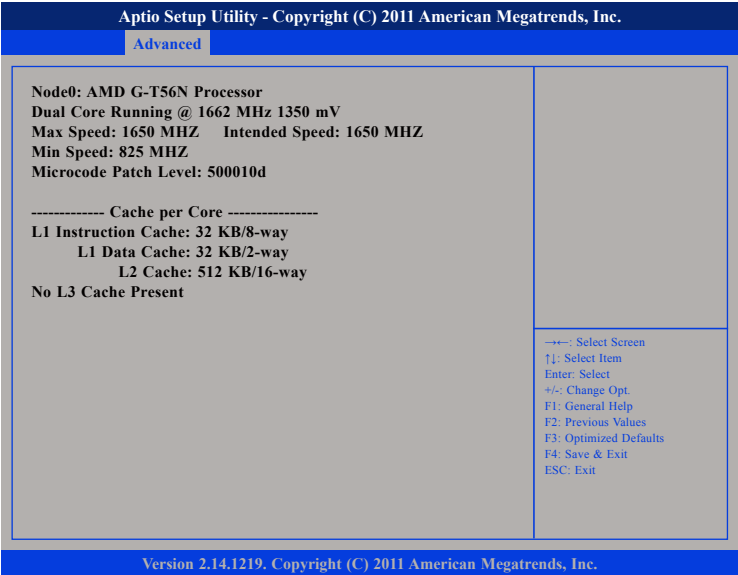 Aptio Setup Utility - Copyright (C) 2011 American Megatrends, Inc.
Advanced
Node0: AMD G-T56N Processor
Dual Core Running @ 1662 MHz 1350 mV
Max Speed: 1650 MHZ Intended Speed: 1650 MHZ
Min Speed: 825 MHZ
Microcode Patch Level: 500010d
------------- Cache per Core ----------------
L1 Instruction Cache: 32 KB/8-way
L1 Data Cache: 32 KB/2-way
L2 Cache: 512 KB/16-way
No L3 Cache Present
→←: Select Screen
↑↓: Select Item
Enter: Select
+/-: Change Opt.
F1: General Help
F2: Previous Values
F3: Optimized Defaults
F4: Save & Exit
ESC: Exit
Version 2.14.1219. Copyright (C) 2011 American Megatrends, Inc.